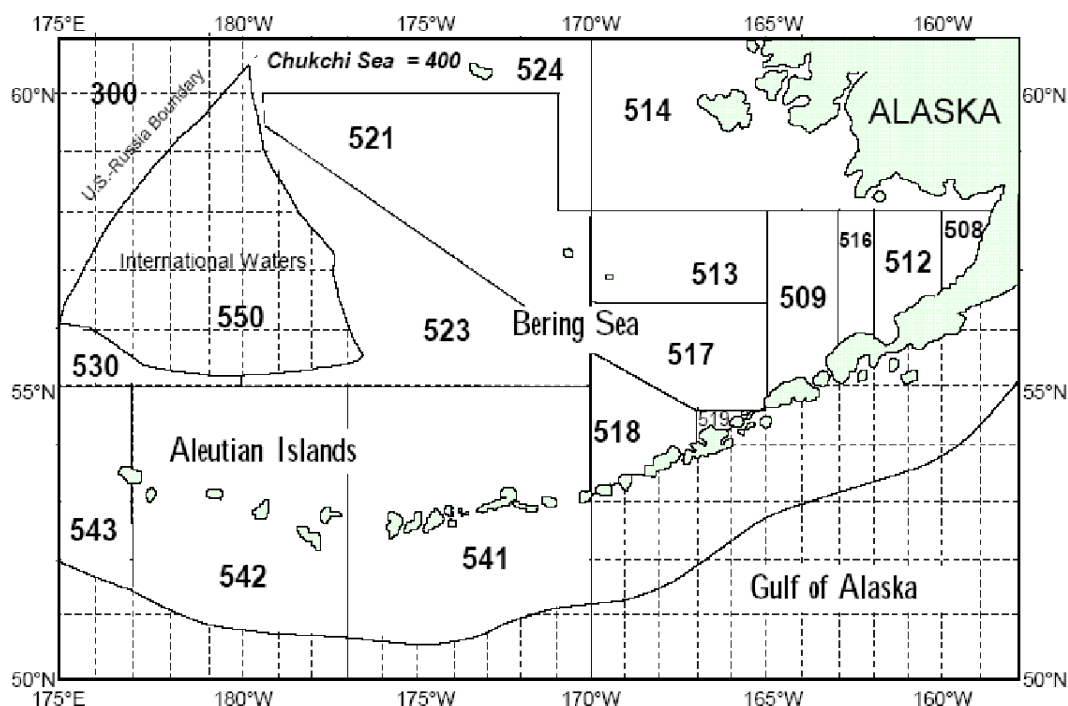 175°E 180°W 175°W 170°W 165°W 160°W
Chukchi Sea = 400
524
300
60°N
60°N
514
ALASKA
U.S.-Russia Boundary
521
508
516
International Waters
513
512
509
550
523
Bering Sea
517
530
55°N
55°N
519
518
Aleutian Islands
543
541
542
Gulf of Alaska
50°N
50°N
175°E 180°W 175°W 170°W 165°W 160°W